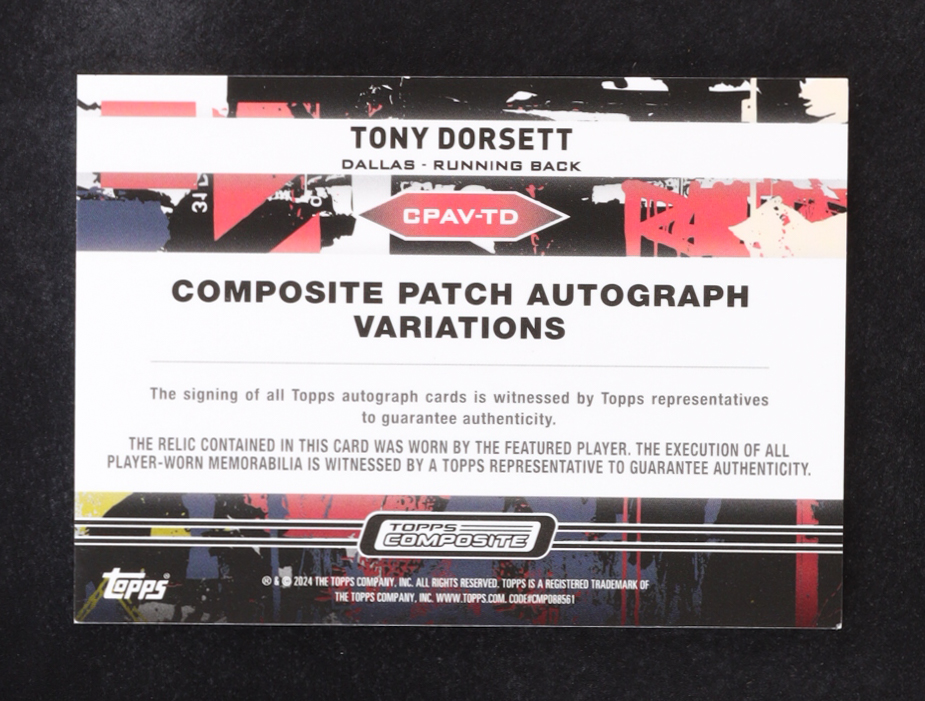 TONY DORSETT
DALLAS - RUNNING BACK
CPAV-TD
COMPOSITE PATCH AUTOGRAPH
VARIATIONS
The signing of all Topps autograph cards is witnessed by Topps representatives
to guarantee authenticity.
THE RELIC CONTAINED IN THIS CARD WAS WORN BY THE FEATURED PLAYER. THE EXECUTION OF ALL
PLAYER-WORN MEMORABILIA IS WITNESSED BY A TOPPS REPRESENTATIVE TO GUARANTEE AUTHENTICITY.
TOPPS
COMPOSITE
Topps
® & © 2024 THE TOPPS COMPANY, INC. ALL RIGHTS RESERVED. TOPPS IS A REGISTERED TRADEMARK OF
THE TOPPS COMPANY, INC. WWW.TOPPS.COM. CODE#CMP088561